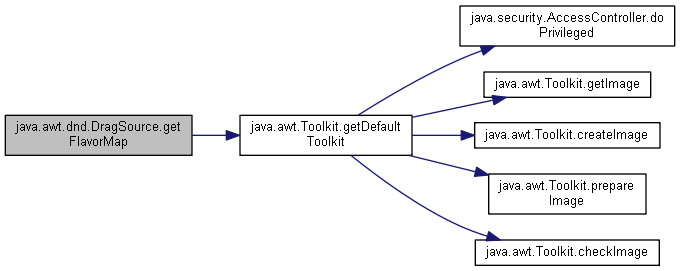 java.security.AccessController.do
Privileged
java.awt.Toolkit.getImage
java.awt.dnd.DragSource.get
FlavorMap
java.awt.Toolkit.getDefault
Toolkit
java.awt.Toolkit.createImage
java.awt.Toolkit.prepare
Image
java.awt.Toolkit.checkImage